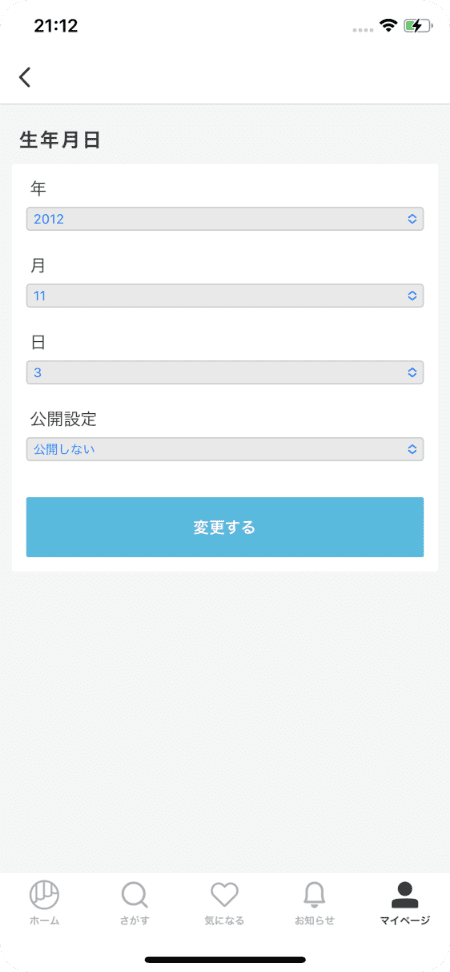 21:12
生年月日
年
2012
月
11
日
3
公開設定
公開しない
変更する
ホーム
さがす
気になる
お知らせ
マイページ